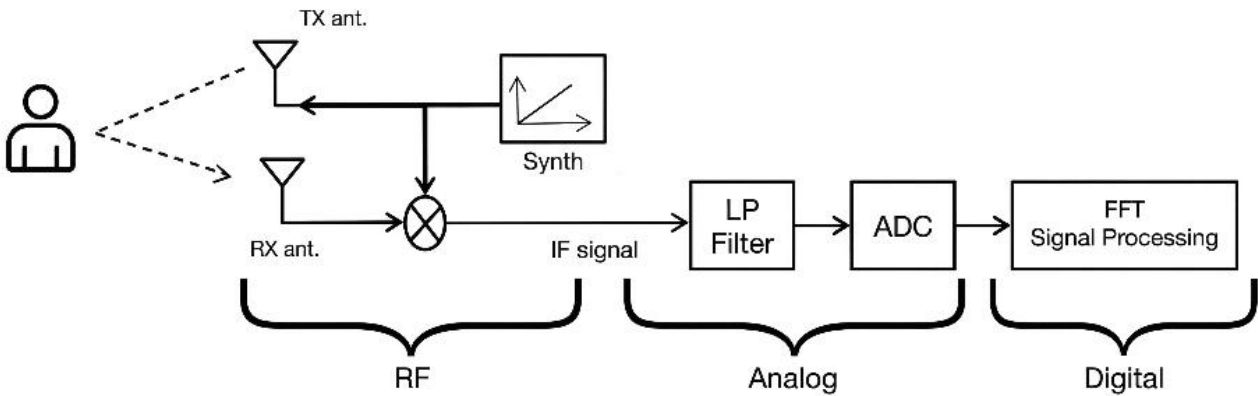 TX ant.
Synth
RX ant.
IF signal
LP
Filter
ADC
FFT
Signal Processing
RF
Analog
Digital